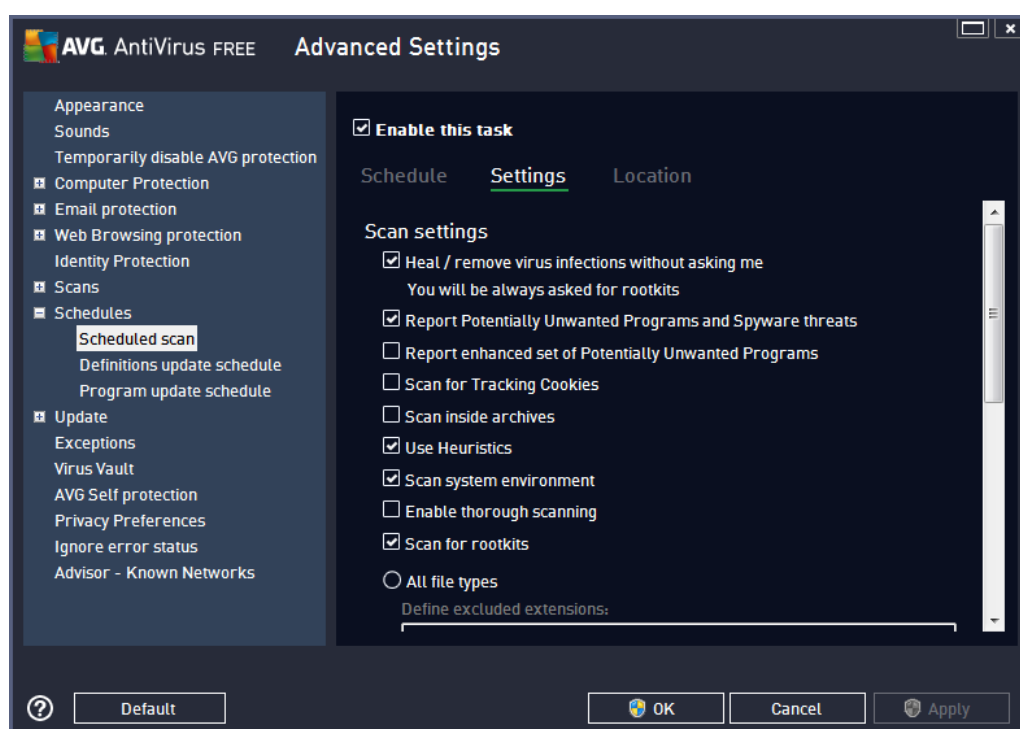 AVG. AntiVirus FREE Advanced Settings
Appearance
Sounds
Temporarily disable AVG protection
Computer Protection
Email protection
Web Browsing protection
Identity Protection
Scans
Schedules
Scheduled scan
Definitions update schedule
Program update schedule
Update
Exceptions
Virus Vault
AVG Self protection
Privacy Preferences
Ignore error status
Advisor - Known Networks
Enable this task
Schedule Settings Location
Scan settings
Heal / remove virus infections without asking me
You will be always asked for rootkits
Report Potentially Unwanted Programs and Spyware threats
Report enhanced set of Potentially Unwanted Programs
Scan for Tracking Cookies
Scan inside archives
Use Heuristics
Scan system environment
Enable thorough scanning
Scan for rootkits
All file types
Define excluded extensions:
? Default OK Cancel Apply